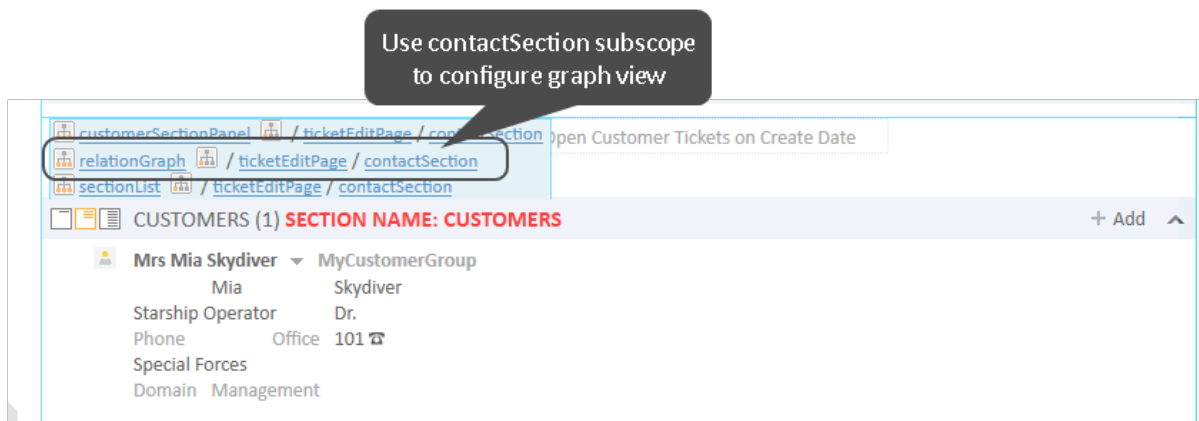 Use contactSection subscope
to configure graph view
customerSectionPanel / ticketEditPage / contactSection
Open Customer Tickets on Create Date
relationGraph / ticketEditPage / contactSection
sectionList / ticketEditPage / contactSection
CUSTOMERS (1) SECTION NAME: CUSTOMERS + Add
Mrs Mia Skydiver MyCustomerGroup
Mia Skydiver
Starship Operator Dr.
Phone Office 101
Special Forces
Domain Management